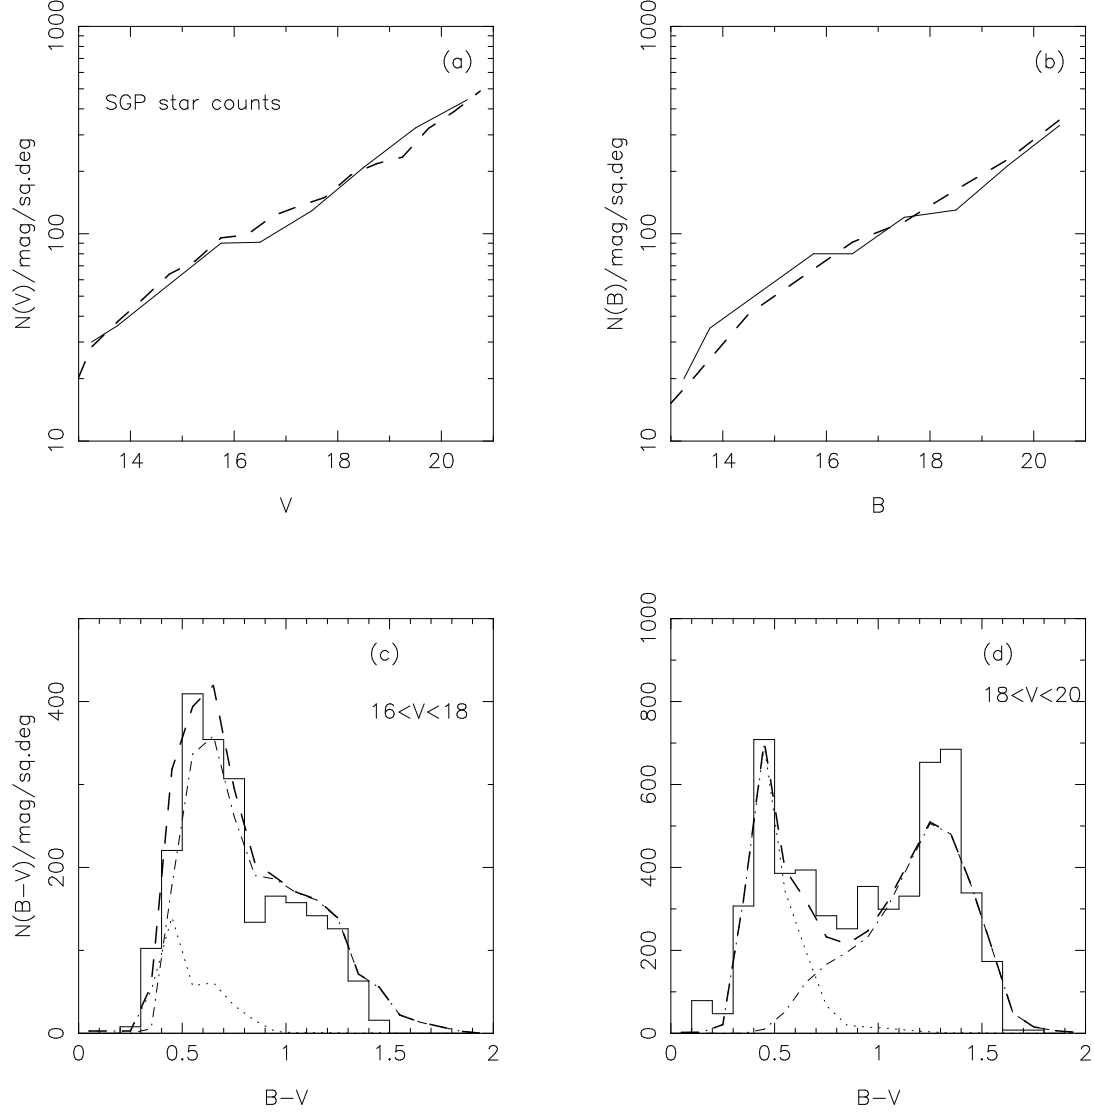 1000
(a)
SGP star counts
N(V)/mag/sq.deg
100
10
14 16 18 20
V
1000
(b)
N(B)/mag/sq.deg
100
10
14 16 18 20
B
(c)
16<V<18
N(B−V)/mag/sq.deg
400
200
0
0 0.5 1 1.5 2
B−V
1000
(d)
18<V<20
800
600
400
200
0
0 0.5 1 1.5 2
B−V